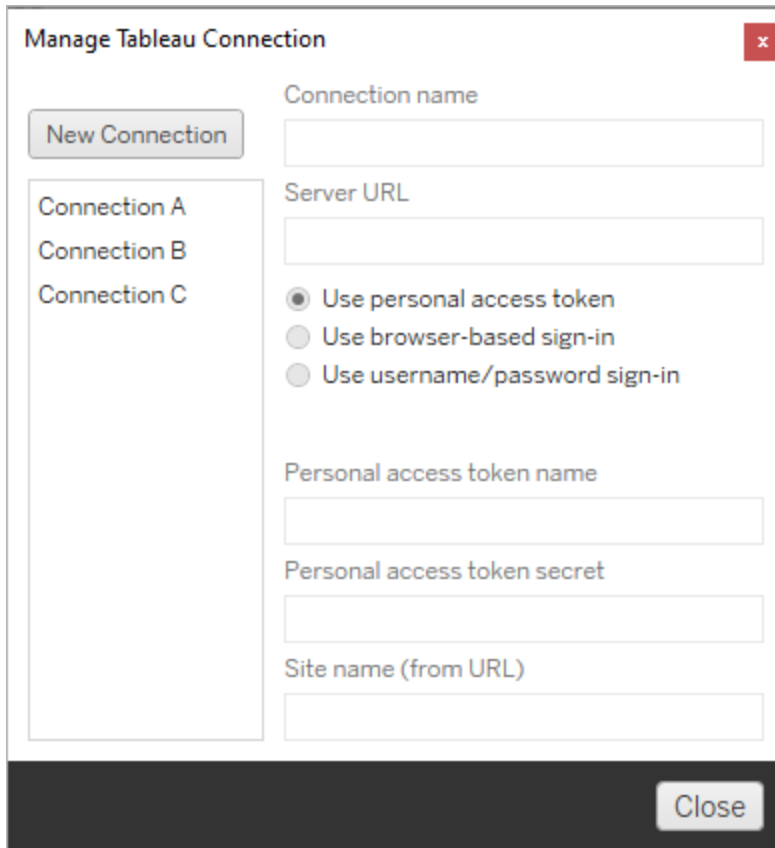 Manage Tableau Connection
x
New Connection
Connection A
Connection B
Connection C
Connection name
Server URL
Use personal access token
Use browser-based sign-in
Use username/password sign-in
Personal access token name
Personal access token secret
Site name (from URL)
Close